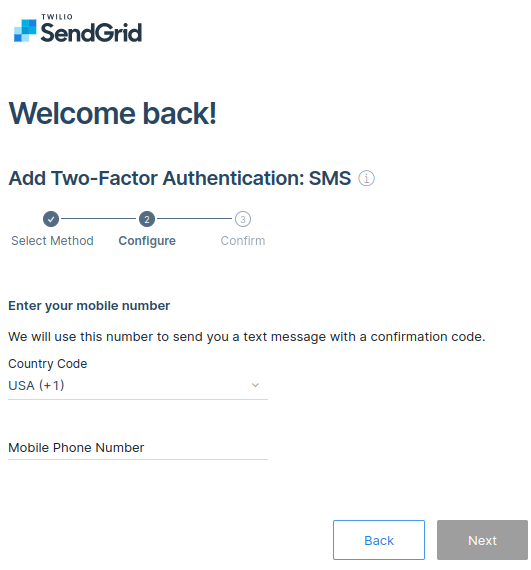 TWILIO
SendGrid
Welcome back!
Add Two-Factor Authentication: SMS
2
3
Select Method
Configure
Confirm
Enter your mobile number
We will use this number to send you a text message with a confirmation code.
Country Code
USA (+1)
Mobile Phone Number
Back
Next